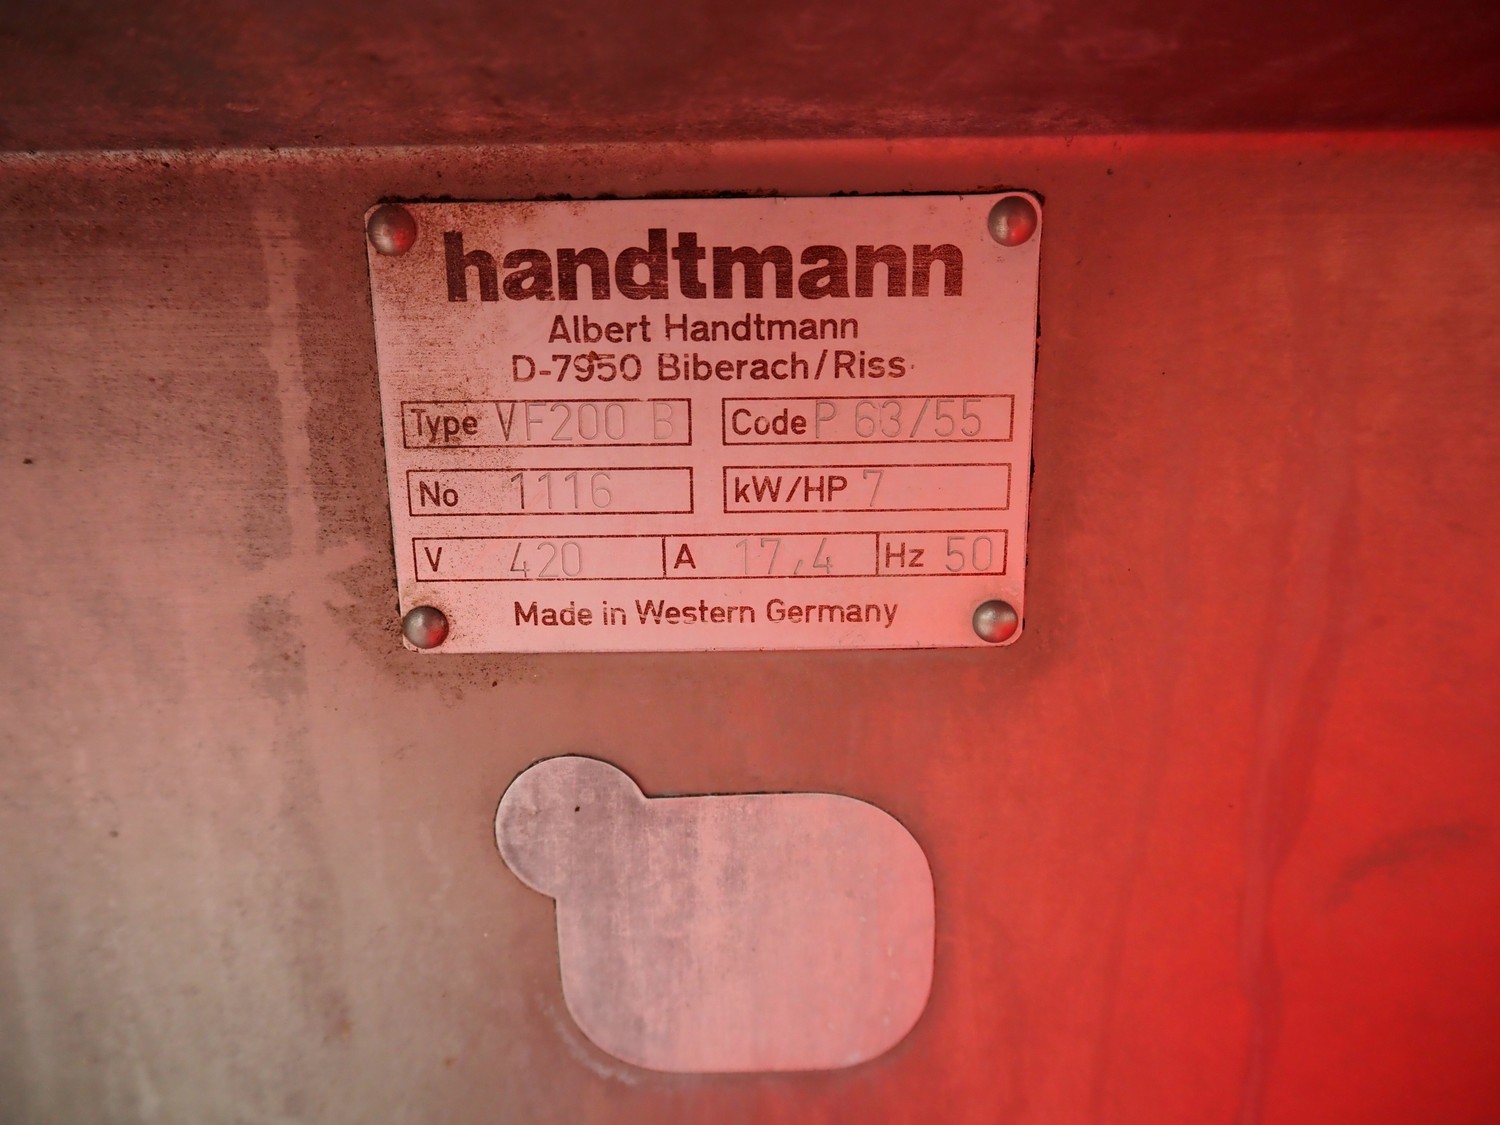 handtmann
Albert Handtmann
D-7950 Biberach/Riss
Type VF200 B Code P 63/55
No 1116 kW/HP 7
V 420 A 17,4 Hz 50
Made in Western Germany